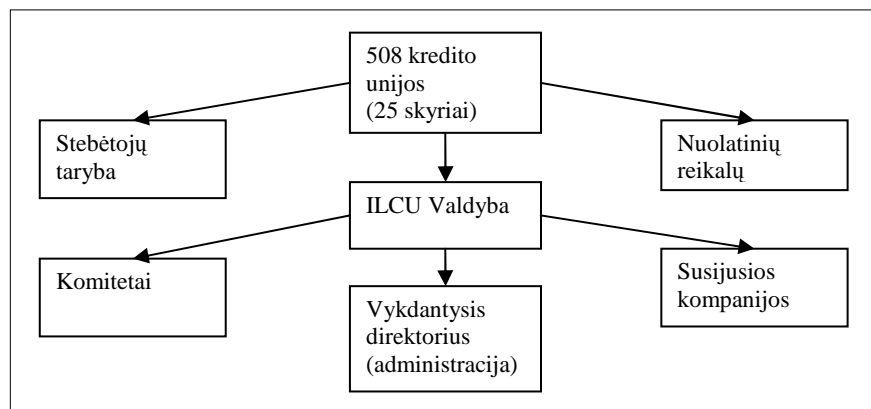 508 kredito
unijos
(25 skyriai)
Stebėtojų
taryba
Nuolatinių
reikalų
ILCU Valdyba
Komitetai
Susijusios
kompanijos
Vykdantysis
direktorius
(administracija)